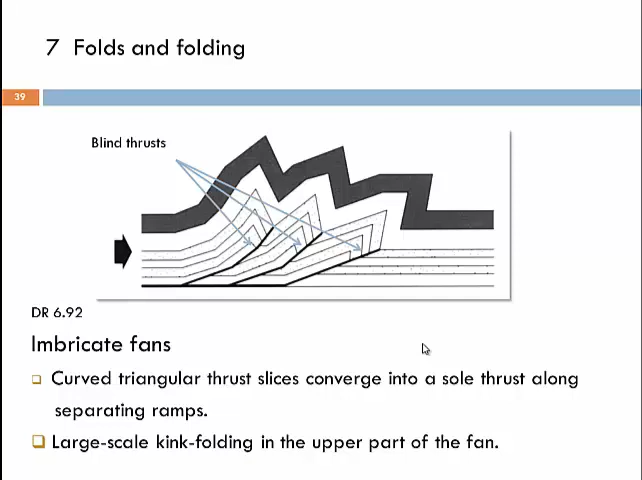 7 Folds and folding
39
Blind thrusts
DR 6.92
Imbricate fans
Curved triangular thrust slices converge into a sole thrust along
separating ramps.
Large-scale kink-folding in the upper part of the fan.